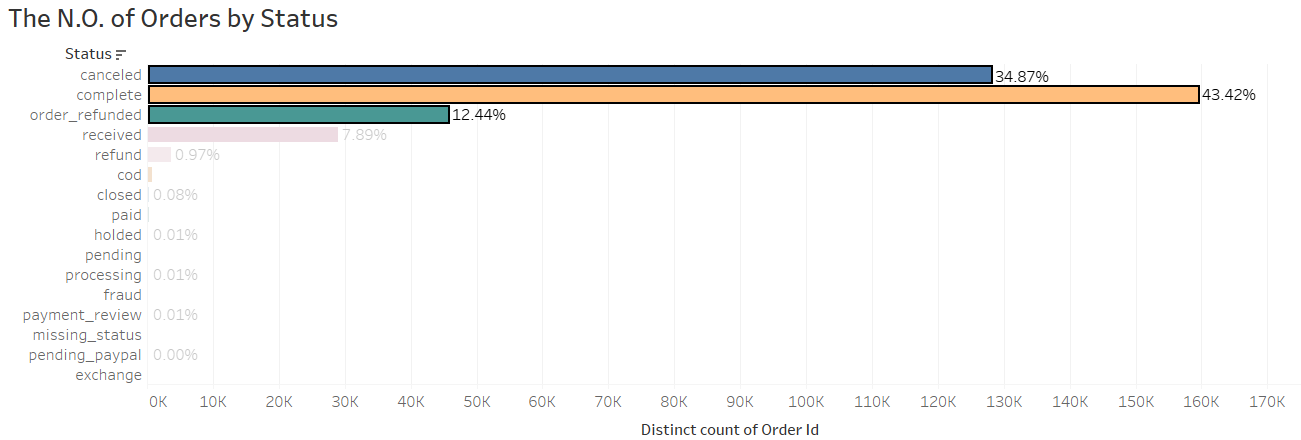 The N.O. of Orders by Status
Status
canceled 34.87%
complete 43.42%
order_refunded 12.44%
received 7.89%
refund 0.97%
cod
closed 0.08%
paid
holded 0.01%
pending
processing 0.01%
fraud
payment_review 0.01%
missing_status
pending_paypal 0.00%
exchange
0K 10K 20K 30K 40K 50K 60K 70K 80K 90K 100K 110K 120K 130K 140K 150K 160K 170K
Distinct count of Order Id